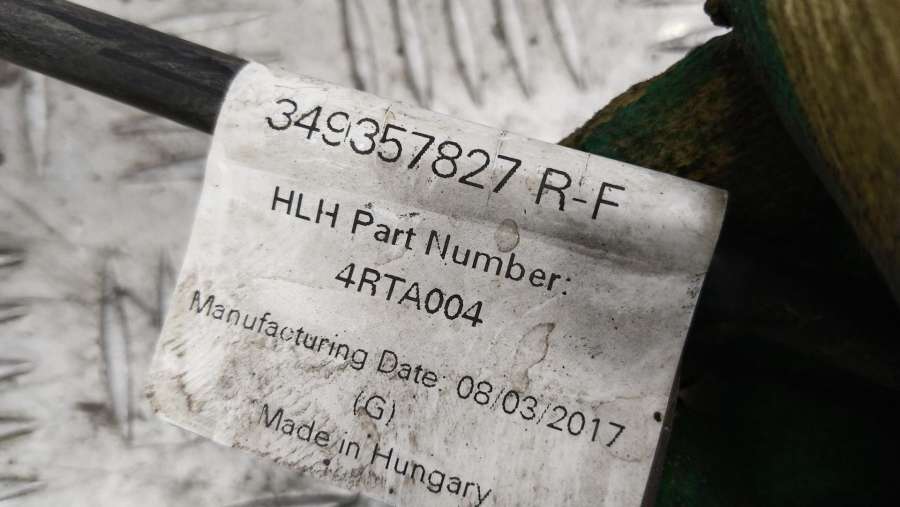 349357827 R-F
HLH Part Number:
4RTA004
Manufacturing Date: 08/03/2017
(G)
Made in Hungary